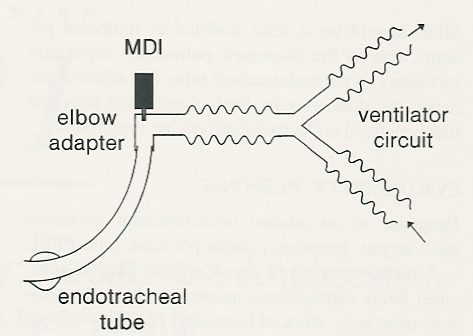 MDI
elbow
adapter
ventilator
circuit
endotracheal
tube